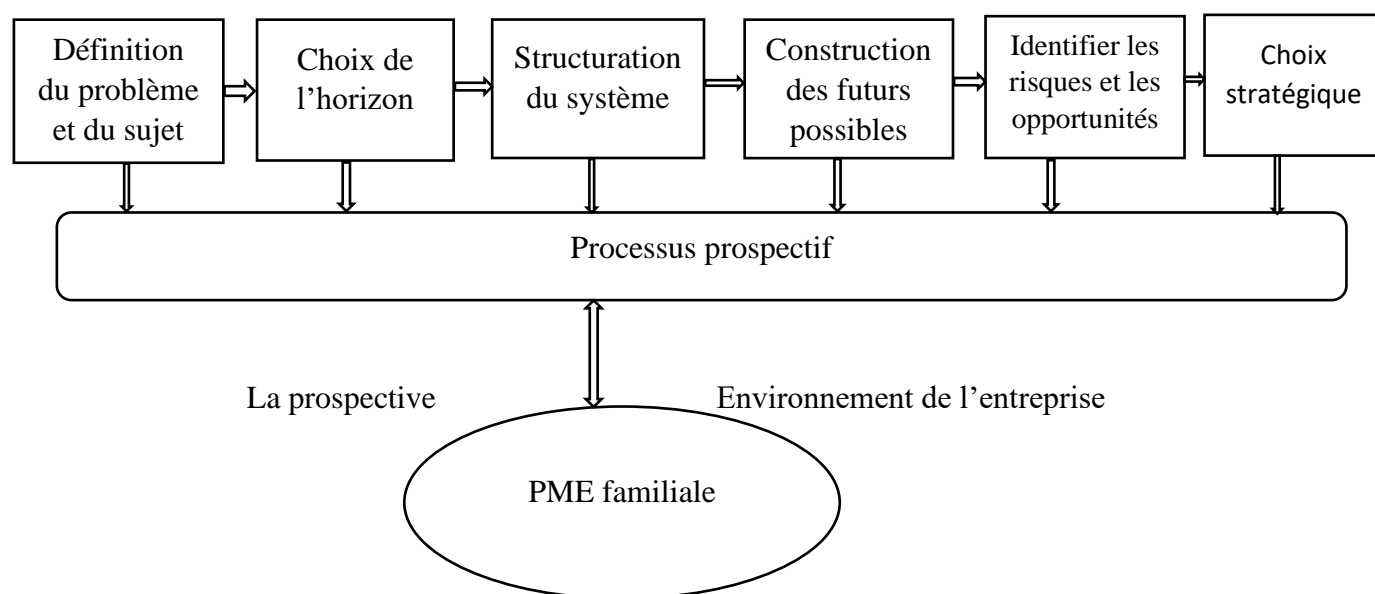 Définition
du problème
et du sujet
Choix de
l’horizon
Structuration
du système
Construction
des futurs
possibles
Identifier les
risques et les
opportunités
Choix
stratégique
Processus prospectif
La prospective
Environnement de l’entreprise
PME familiale